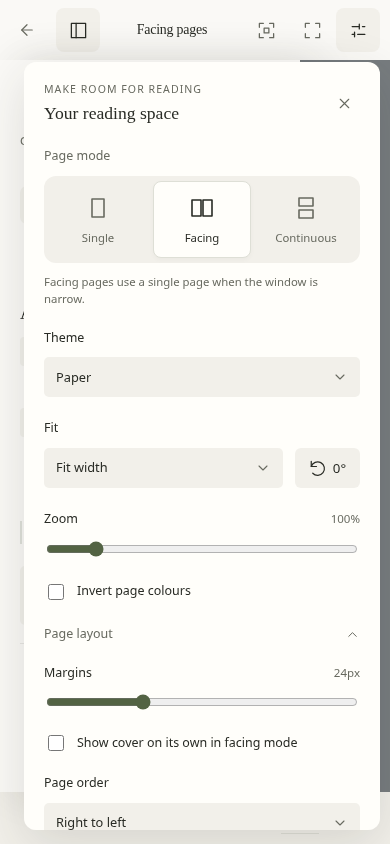 Facing pages
MAKE ROOM FOR READING
Your reading space
Page mode
Single
Facing
Continuous
Facing pages use a single page when the window is
narrow.
Theme
Paper
Fit
Fit width
0°
Zoom
100%
Invert page colours
Page layout
Margins
24px
Show cover on its own in facing mode
Page order
Right to left